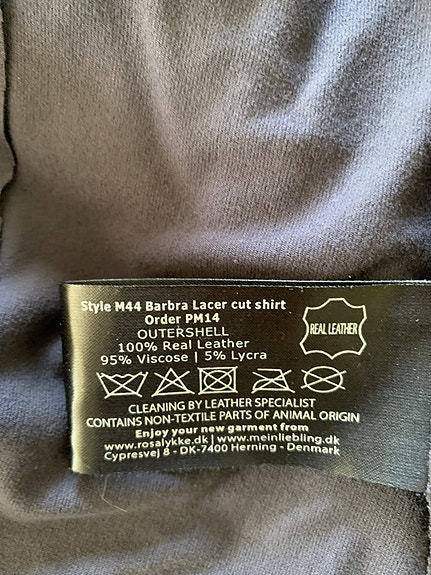 Style M44 Barbra Lacer cut shirt
Order PM14
REAL LEATHER
OUTERSHELL
100% Real Leather
95% Viscose | 5% Lycra
CLEANING BY LEATHER SPECIALIST
CONTAINS NON-TEXTILE PARTS OF ANIMAL ORIGIN
Enjoy your new garment from
www.rosalykke.dk | www.meinliebling.dk
Cypresvej 8 - DK-7400 Herning - Denmark